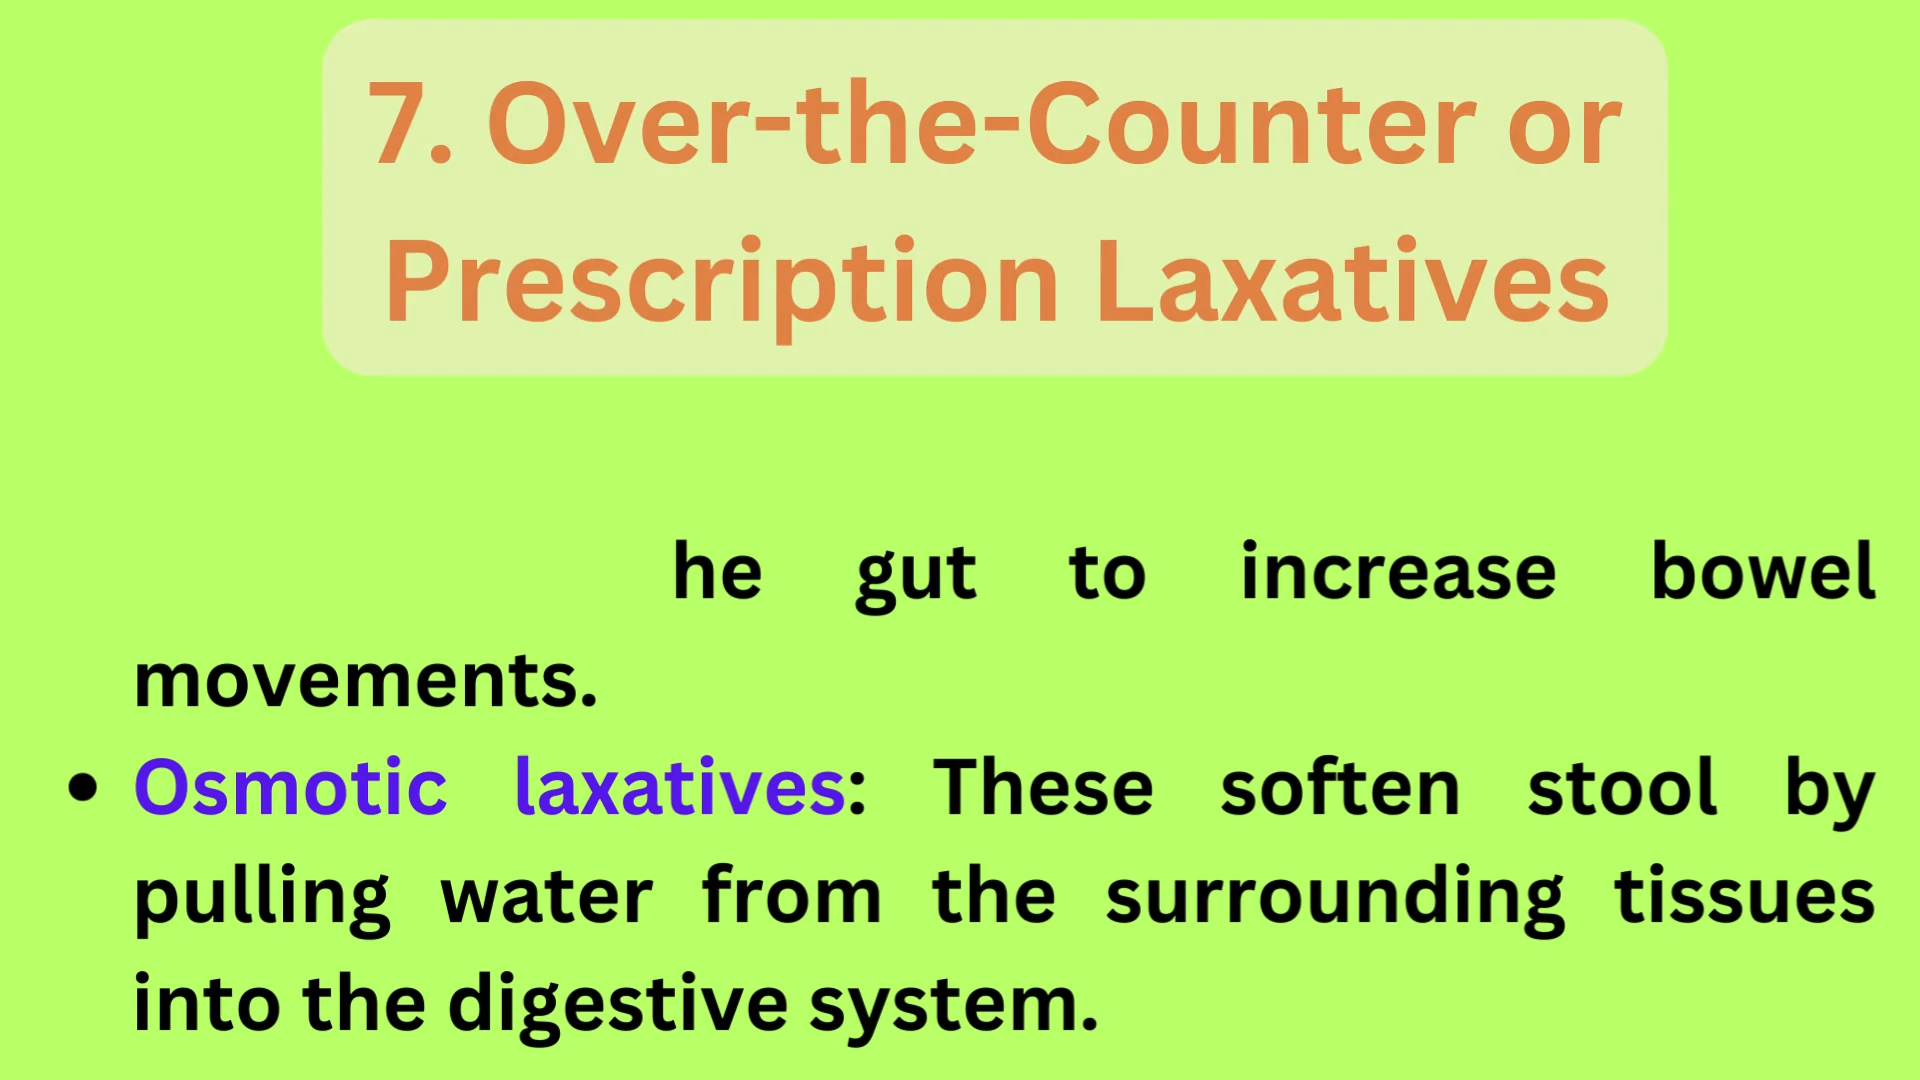 7. Over-the-Counter or
Prescription Laxatives
he gut to increase bowel
movements.
• Osmotic laxatives: These soften stool by
pulling water from the surrounding tissues
into the digestive system.